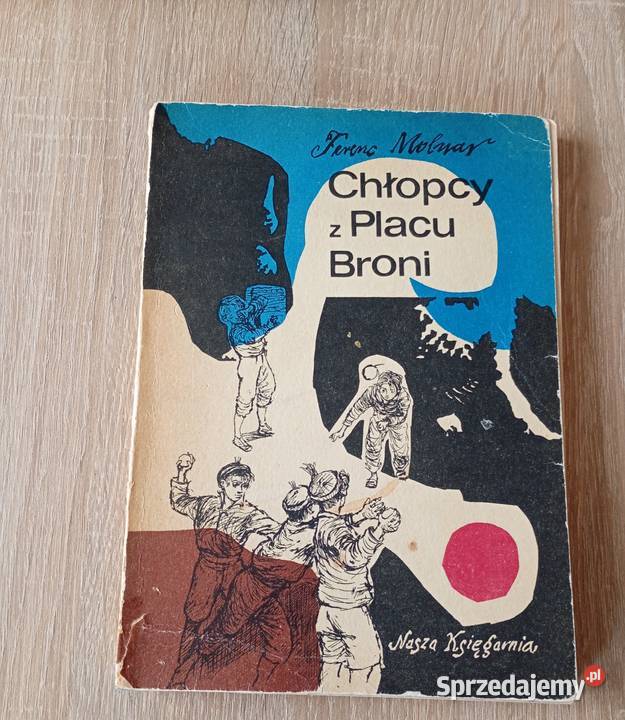 Ferenc Molnar
Chłopcy
z Placu
Broni
Nasza Księgarnia
Sprzedajemy.pl